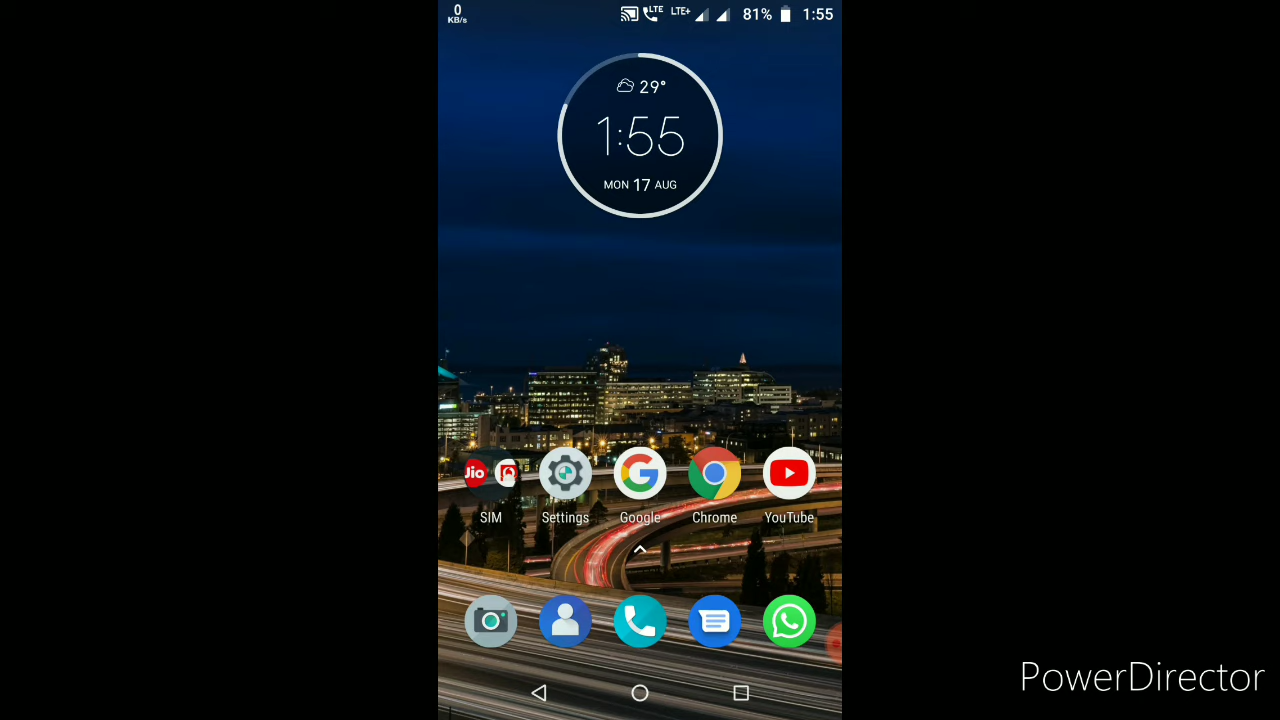 0
KB/s
LTE
LTE+
81%
1:55
29°
1:55
MON 17 AUG
Jio
SIM
Settings
Google
Chrome
YouTube
PowerDirector